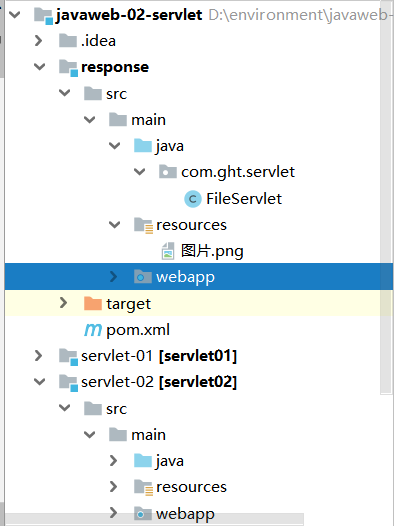 javaweb-02-servlet D:\environment\javaweb-
.idea
response
src
main
java
com.ght.servlet
FileServlet
resources
图片.png
webapp
target
pom.xml
servlet-01 [servlet01]
servlet-02 [servlet02]
src
main
java
resources
webapp